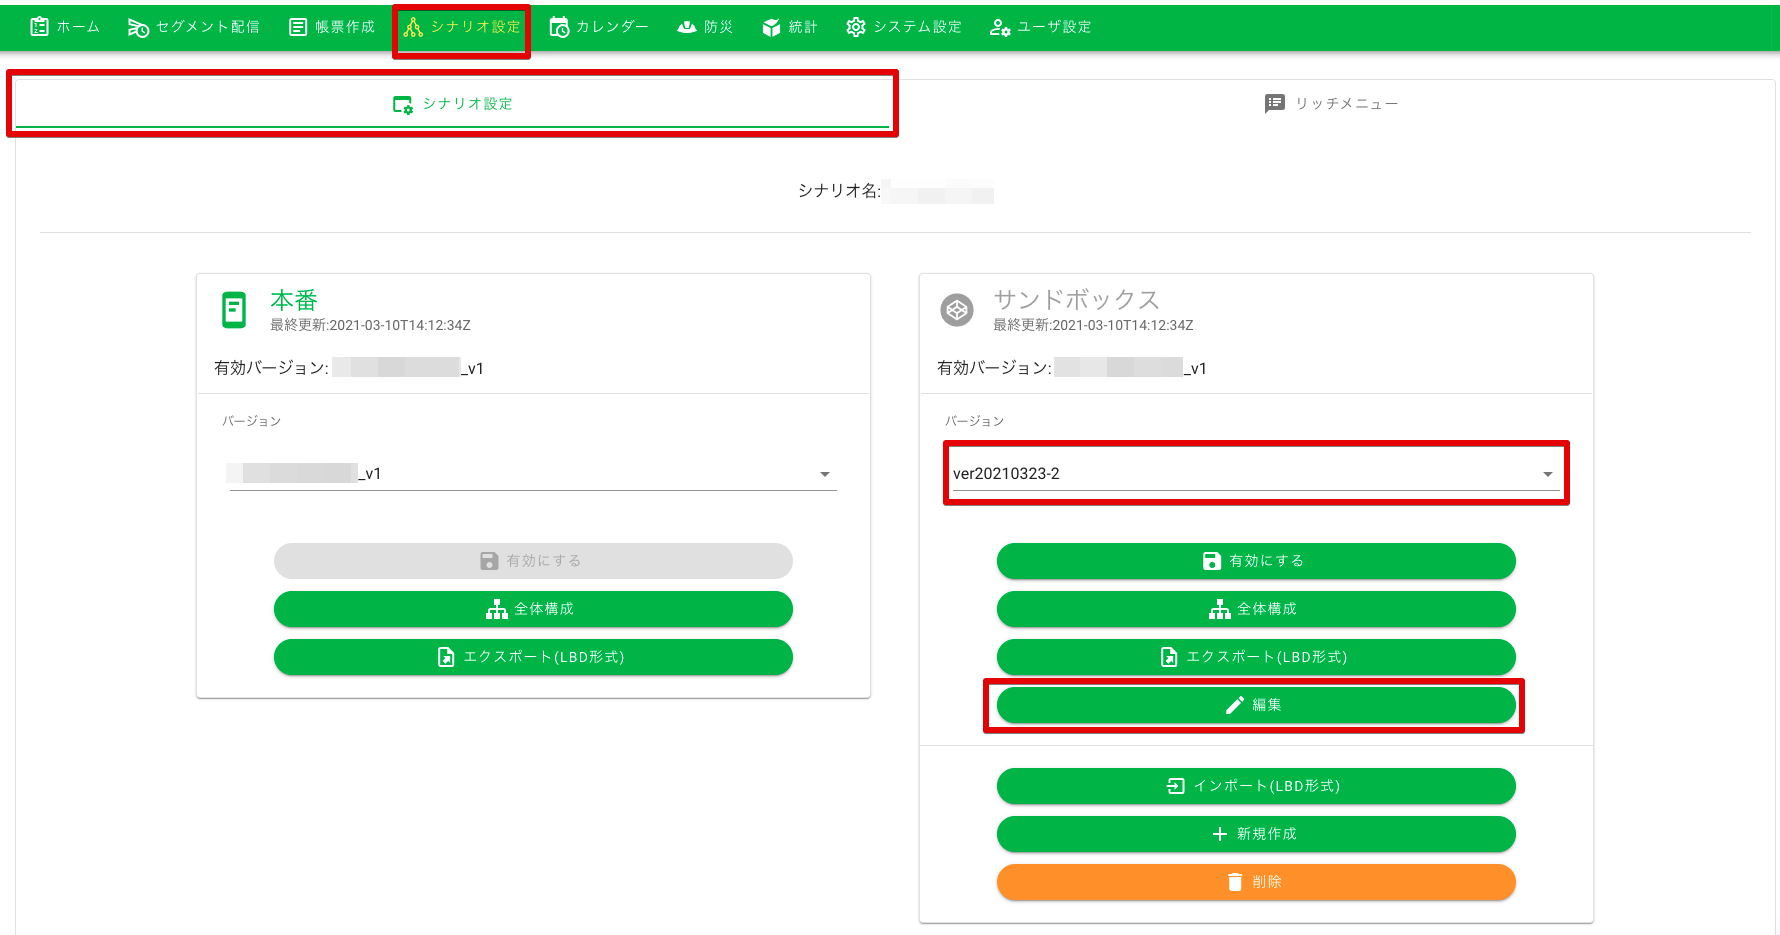 ホーム セグメント配信 帳票作成 シナリオ設定 カレンダー 防災 統計 システム設定 ユーザ設定
シナリオ設定 リッチメニュー
シナリオ名:
本番
最終更新:2021-03-10T14:12:34Z
有効バージョン: _v1
バージョン
_v1
有効にする
全体構成
エクスポート(LBD形式)
サンドボックス
最終更新:2021-03-10T14:12:34Z
有効バージョン: _v1
バージョン
ver20210323-2
有効にする
全体構成
エクスポート(LBD形式)
編集
インポート(LBD形式)
新規作成
削除